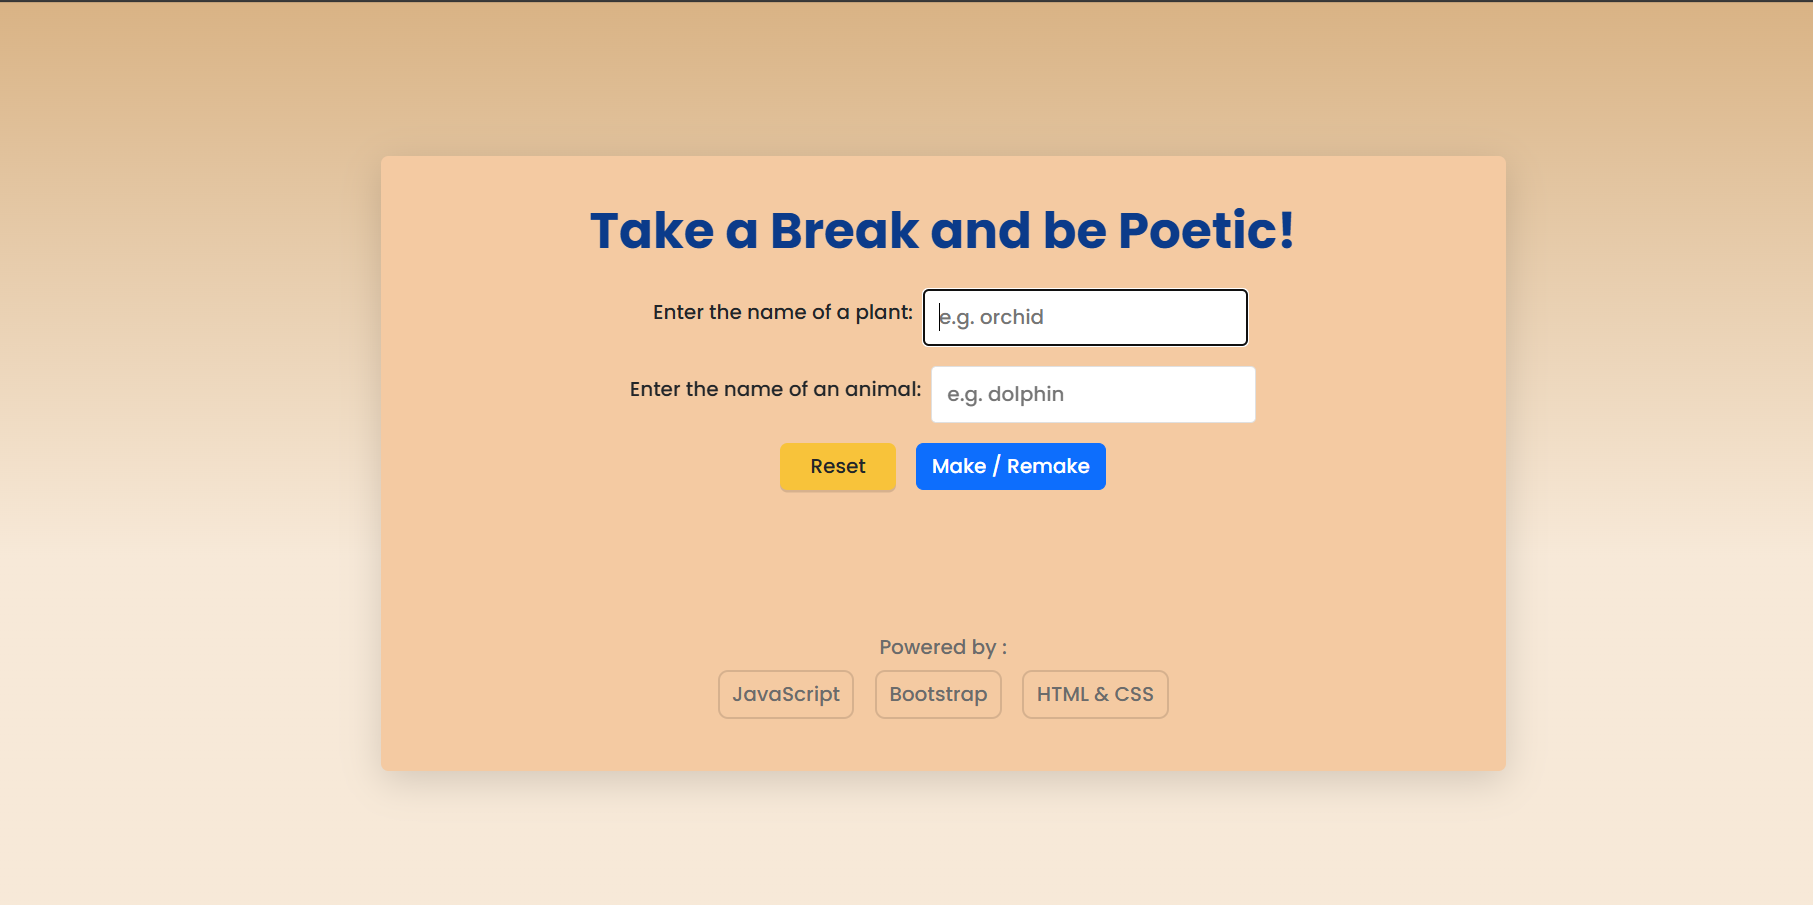 Take a Break and be Poetic!
Enter the name of a plant: e.g. orchid
Enter the name of an animal: e.g. dolphin
Reset Make / Remake
Powered by :
JavaScript Bootstrap HTML & CSS